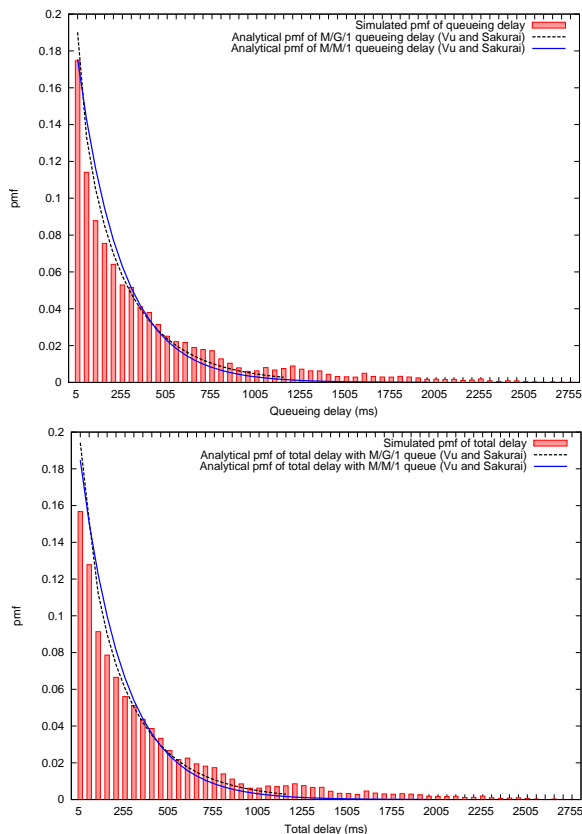 0.2
0.18
0.16
0.14
0.12
0.1
0.08
0.06
0.04
0.02
0
pmf
Simulated pmf of queueing delay
Analytical pmf of M/G/1 queueing delay (Vu and Sakurai)
Analytical pmf of M/M/1 queueing delay (Vu and Sakurai)
5 255 505 755 1005 1255 1505 1755 2005 2255 2505 2755
Queueing delay (ms)
0.2
0.18
0.16
0.14
0.12
0.1
0.08
0.06
0.04
0.02
0
pmf
Simulated pmf of total delay
Analytical pmf of total delay with M/G/1 queue (Vu and Sakurai)
Analytical pmf of total delay with M/M/1 queue (Vu and Sakurai)
5 255 505 755 1005 1255 1505 1755 2005 2255 2505 2755
Total delay (ms)